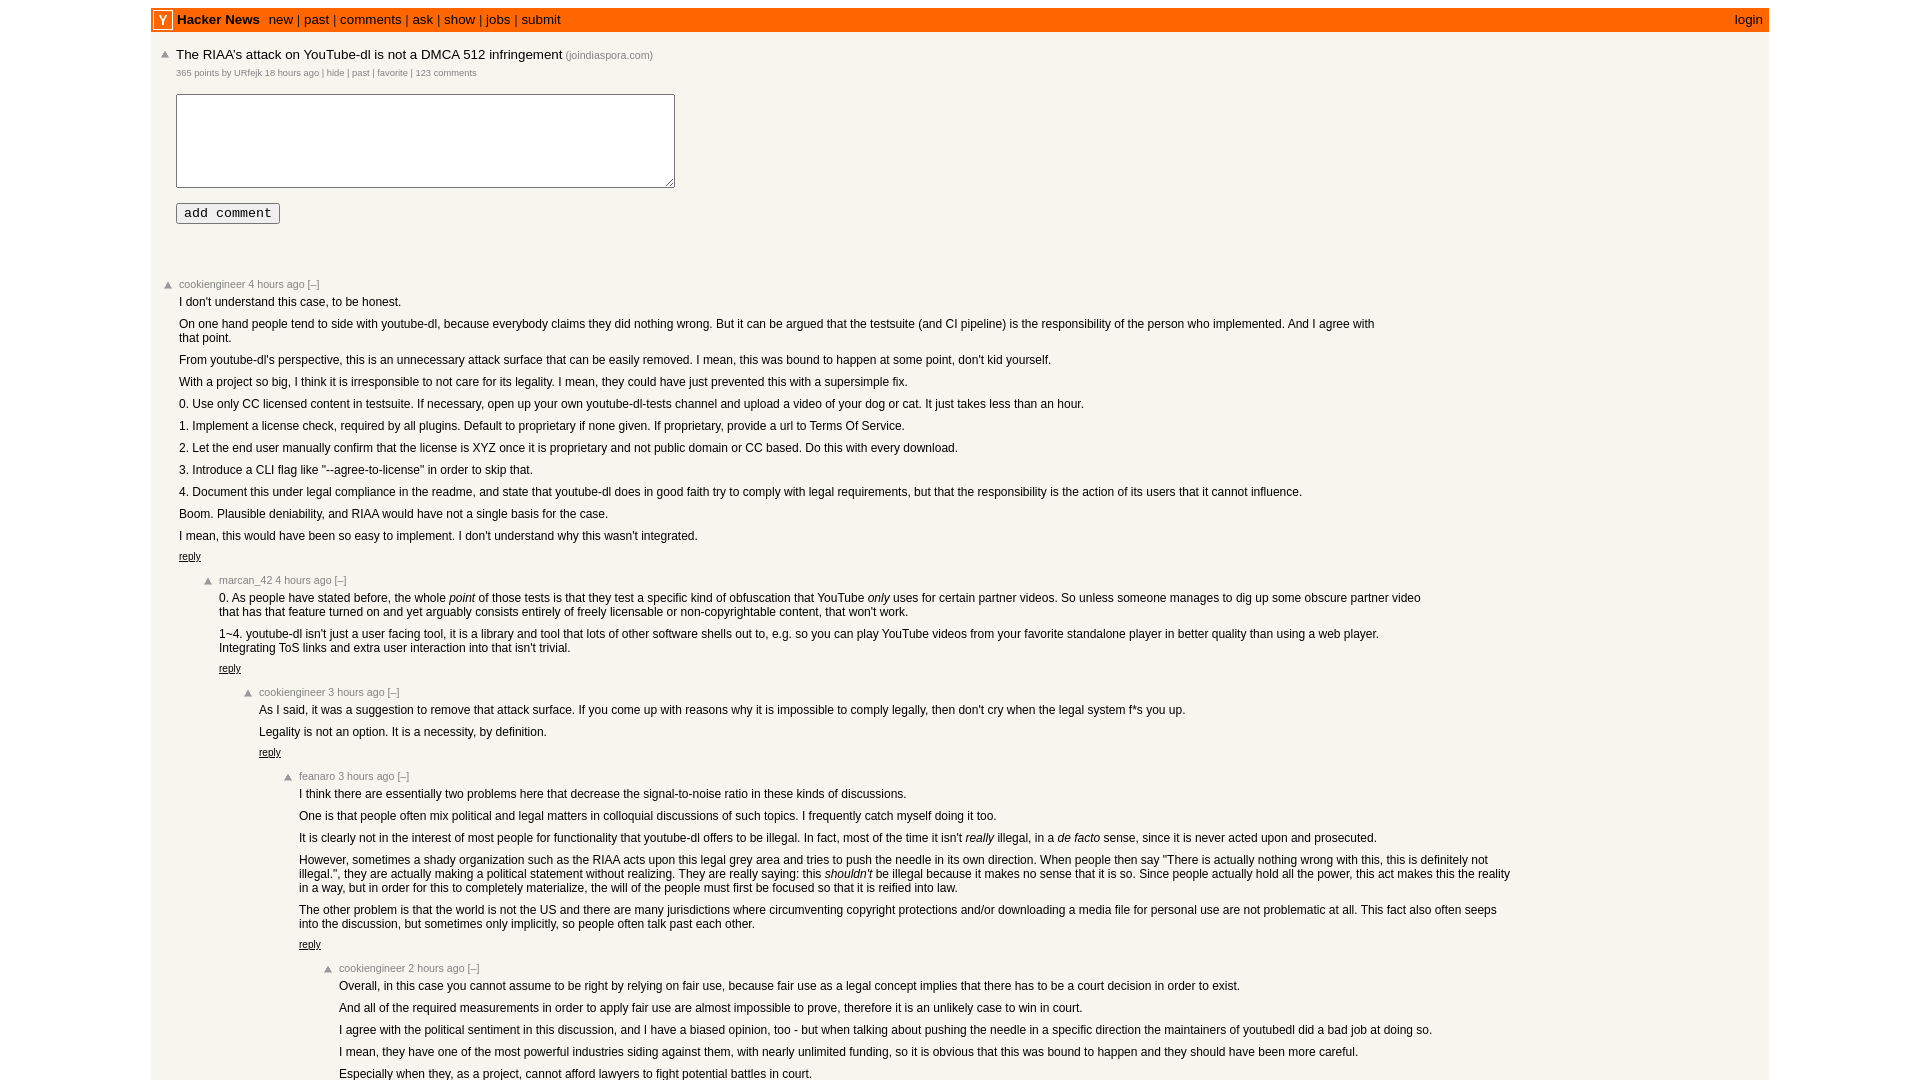 Y Hacker News new | past | comments | ask | show | jobs | submit login
The RIAA's attack on YouTube-dl is not a DMCA 512 infringement (joindiaspora.com)
365 points by URfejk 18 hours ago | hide | past | favorite | 123 comments
add comment
cookiengineer 4 hours ago [–]
I don't understand this case, to be honest.
On one hand people tend to side with youtube-dl, because everybody claims they did nothing wrong. But it can be argued that the testsuite (and CI pipeline) is the responsibility of the person who implemented. And I agree with
that point.
From youtube-dl's perspective, this is an unnecessary attack surface that can be easily removed. I mean, this was bound to happen at some point, don't kid yourself.
With a project so big, I think it is irresponsible to not care for its legality. I mean, they could have just prevented this with a supersimple fix.
0. Use only CC licensed content in testsuite. If necessary, open up your own youtube-dl-tests channel and upload a video of your dog or cat. It just takes less than an hour.
1. Implement a license check, required by all plugins. Default to proprietary if none given. If proprietary, provide a url to Terms Of Service.
2. Let the end user manually confirm that the license is XYZ once it is proprietary and not public domain or CC based. Do this with every download.
3. Introduce a CLI flag like "--agree-to-license" in order to skip that.
4. Document this under legal compliance in the readme, and state that youtube-dl does in good faith try to comply with legal requirements, but that the responsibility is the action of its users that it cannot influence.
Boom. Plausible deniability, and RIAA would have not a single basis for the case.
I mean, this would have been so easy to implement. I don't understand why this wasn't integrated.
reply
marcan_42 4 hours ago [–]
0. As people have stated before, the whole point of those tests is that they test a specific kind of obfuscation that YouTube only uses for certain partner videos. So unless someone manages to dig up some obscure partner video
that has that feature turned on and yet arguably consists entirely of freely licensable or non-copyrightable content, that won't work.
1~4. youtube-dl isn't just a user facing tool, it is a library and tool that lots of other software shells out to, e.g. so you can play YouTube videos from your favorite standalone player in better quality than using a web player.
Integrating ToS links and extra user interaction into that isn't trivial.
reply
cookiengineer 3 hours ago [–]
As I said, it was a suggestion to remove that attack surface. If you come up with reasons why it is impossible to comply legally, then don't cry when the legal system f*s you up.
Legality is not an option. It is a necessity, by definition.
reply
feanaro 3 hours ago [–]
I think there are essentially two problems here that decrease the signal-to-noise ratio in these kinds of discussions.
One is that people often mix political and legal matters in colloquial discussions of such topics. I frequently catch myself doing it too.
It is clearly not in the interest of most people for functionality that youtube-dl offers to be illegal. In fact, most of the time it isn't really illegal, in a de facto sense, since it is never acted upon and prosecuted.
However, sometimes a shady organization such as the RIAA acts upon this legal grey area and tries to push the needle in its own direction. When people then say "There is actually nothing wrong with this, this is definitely not
illegal.", they are actually making a political statement without realizing. They are really saying: this shouldn't be illegal because it makes no sense that it is so. Since people actually hold all the power, this act makes this the reality
in a way, but in order for this to completely materialize, the will of the people must first be focused so that it is reified into law.
The other problem is that the world is not the US and there are many jurisdictions where circumventing copyright protections and/or downloading a media file for personal use are not problematic at all. This fact also often seeps
into the discussion, but sometimes only implicitly, so people often talk past each other.
reply
cookiengineer 2 hours ago [–]
Overall, in this case you cannot assume to be right by relying on fair use, because fair use as a legal concept implies that there has to be a court decision in order to exist.
And all of the required measurements in order to apply fair use are almost impossible to prove, therefore it is an unlikely case to win in court.
I agree with the political sentiment in this discussion, and I have a biased opinion, too - but when talking about pushing the needle in a specific direction the maintainers of youtubedl did a bad job at doing so.
I mean, they have one of the most powerful industries siding against them, with nearly unlimited funding, so it is obvious that this was bound to happen and they should have been more careful.
Especially when they, as a project, cannot afford lawyers to fight potential battles in court.